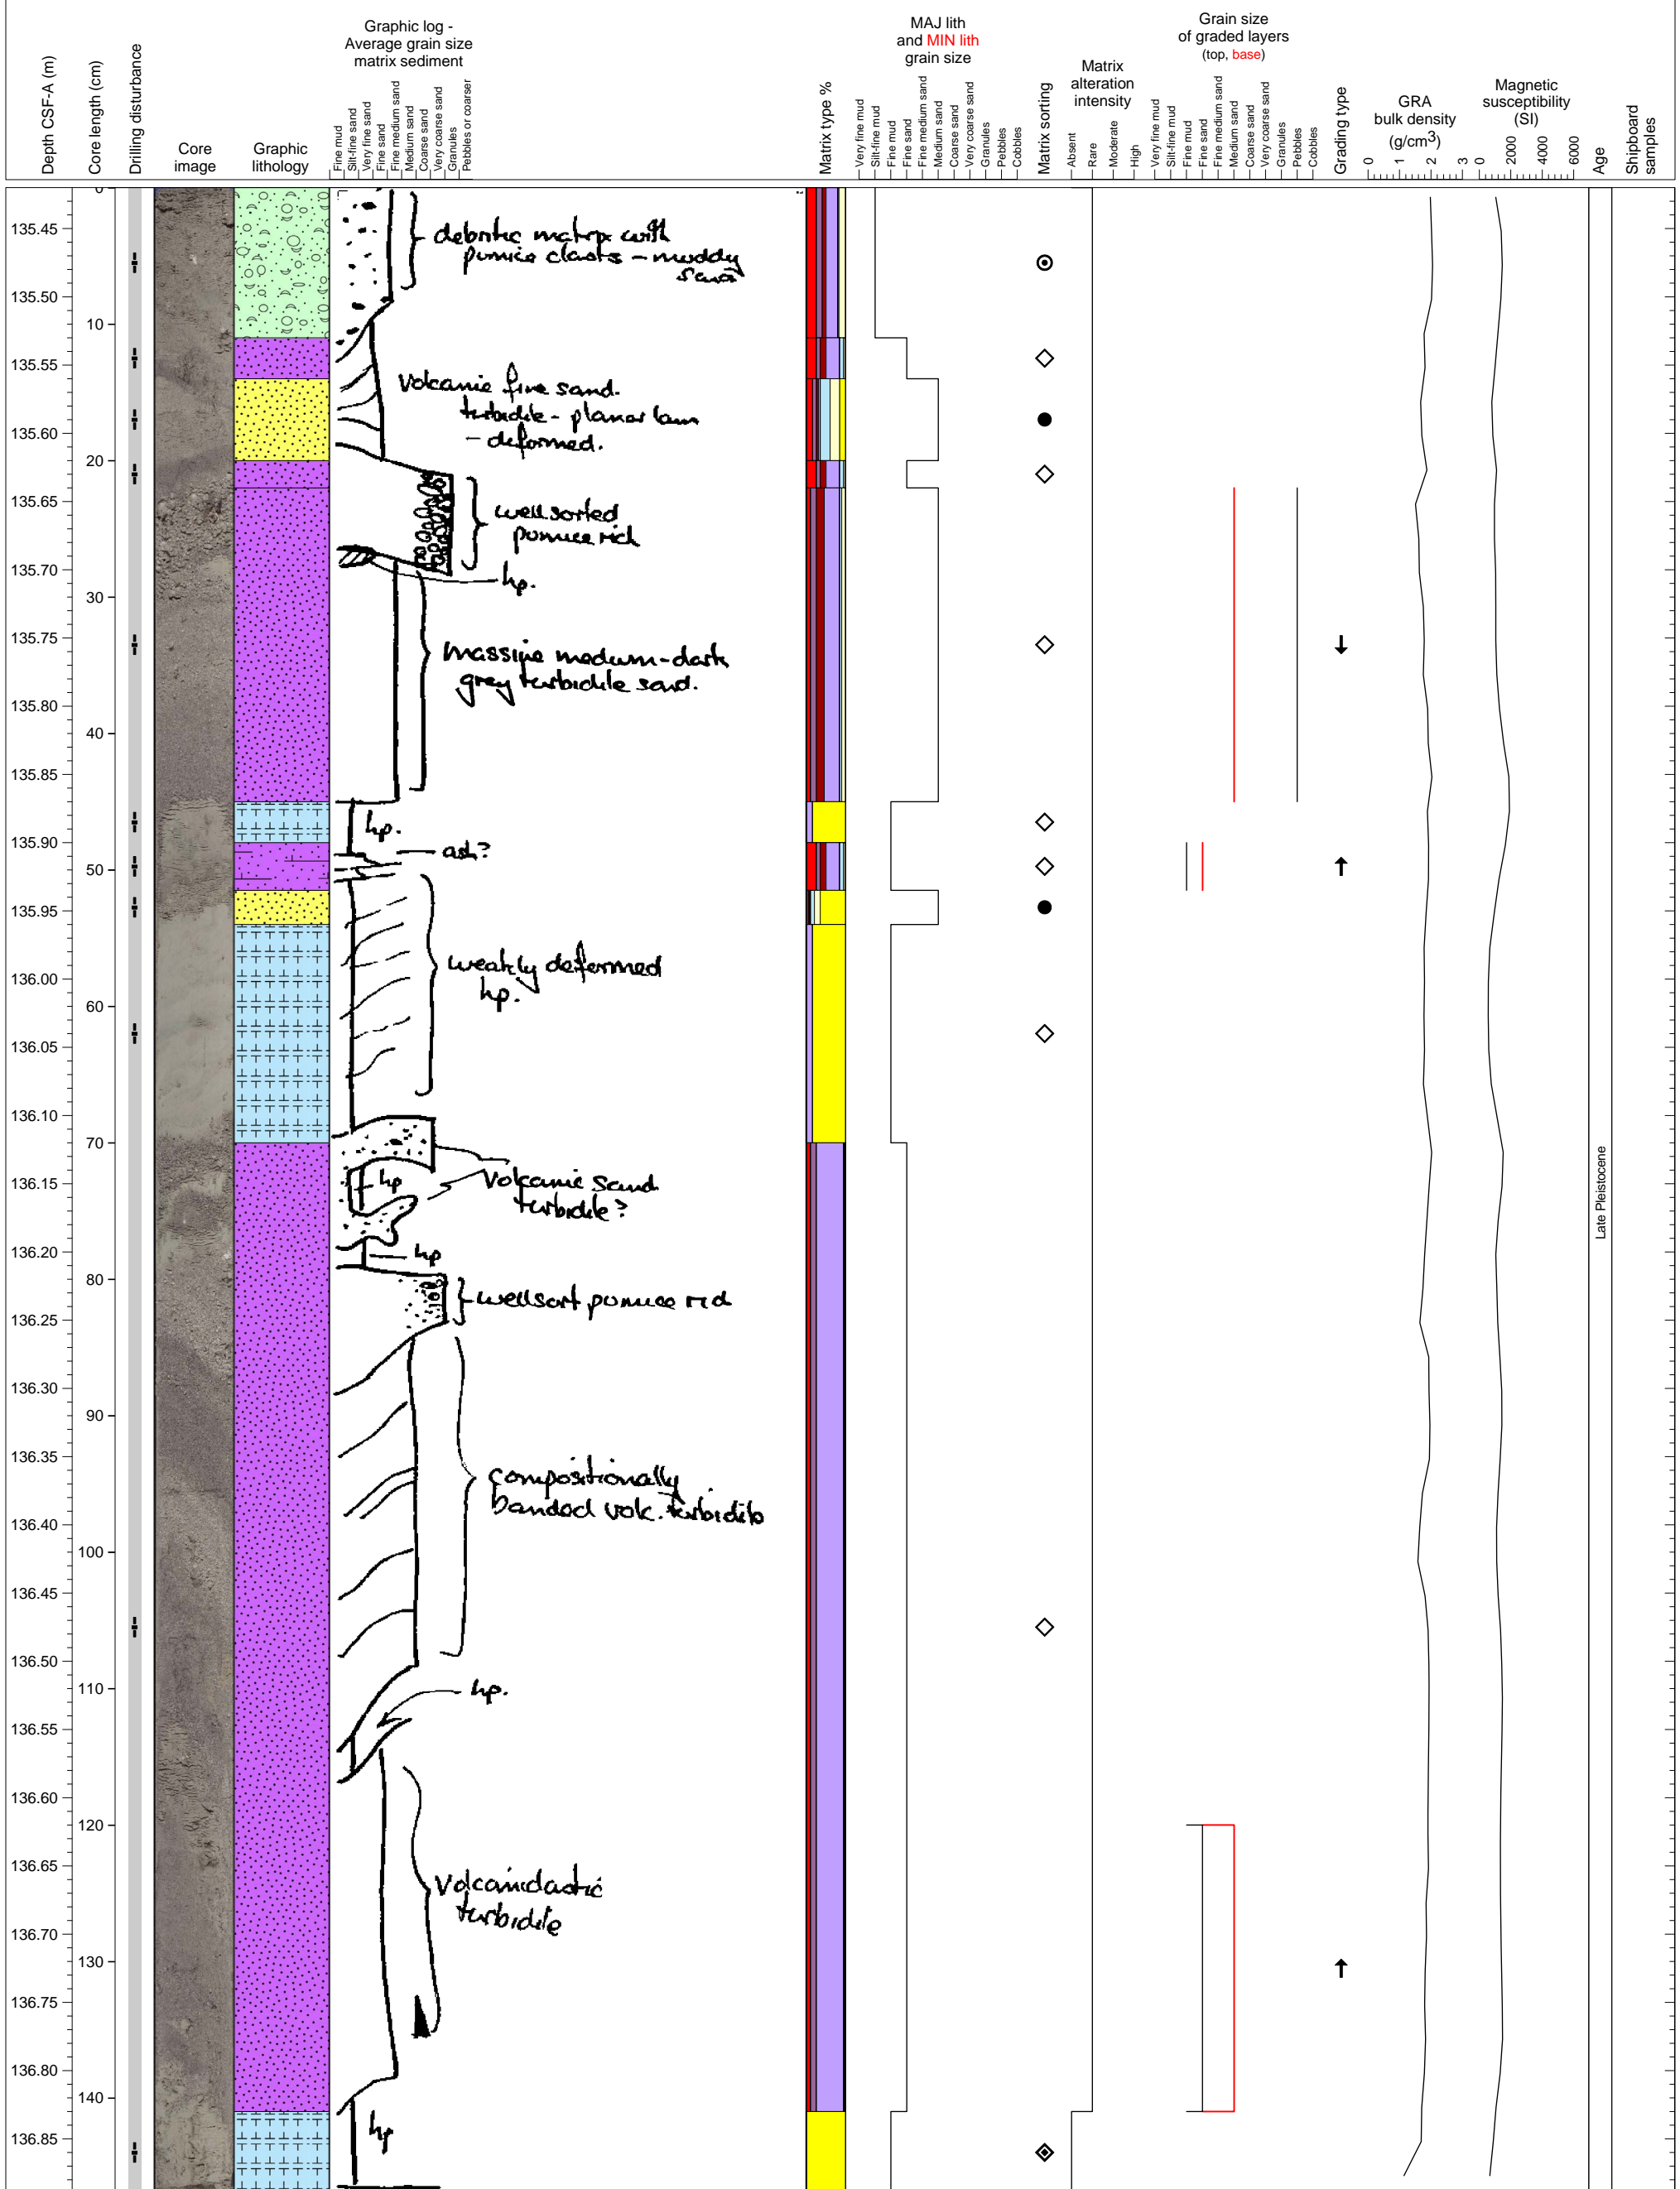 Depth CSF-A (m)
Core length (cm)
Drilling disturbance
Core
image
Graphic
lithology
Graphic log -
Average grain size
matrix sediment
Fine mud
Silt-fine sand
Very fine sand
Fine sand
Fine medium sand
Medium sand
Coarse sand
Very coarse sand
Granules
Pebbles or coarser
Matrix type %
MAJ lith
and MIN lith
grain size
Very fine mud
Silt-fine mud
Fine mud
Fine sand
Fine medium sand
Medium sand
Coarse sand
Very coarse sand
Granules
Pebbles
Cobbles
Matrix sorting
Matrix
alteration
intensity
Absent
Rare
Moderate
High
Grain size
of graded layers
(top, base)
Very fine mud
Silt-fine mud
Fine mud
Fine sand
Fine medium sand
Medium sand
Coarse sand
Very coarse sand
Granules
Pebbles
Cobbles
Grading type
GRA
bulk density
(g/cm3)
0 1 2 3
Magnetic
susceptibility
(SI)
0 2000 4000 6000
Age
Shipboard
samples
0
135.45
135.50
10
135.55
135.60
20
135.65
135.70
30
135.75
135.80
40
135.85
135.90
50
135.95
136.00
60
136.05
136.10
70
136.15
136.20
80
136.25
136.30
90
136.35
136.40
100
136.45
136.50
110
136.55
136.60
120
136.65
136.70
130
136.75
136.80
140
136.85
debritic matrix with
pumice clasts - muddy
sand
Volcanic fine sand.
turbidite - planar lam
- deformed.
well sorted
pumice rich
hp.
massive medium-dark
grey turbidite sand.
hp.
ash?
weakly deformed
hp.
hp
Volcanic sand
turbidite?
hp
wellsort pumice rich
compositionally
banded volc. turbidite
hp.
Volcaniclastic
turbidite
hp
Late Pleistocene